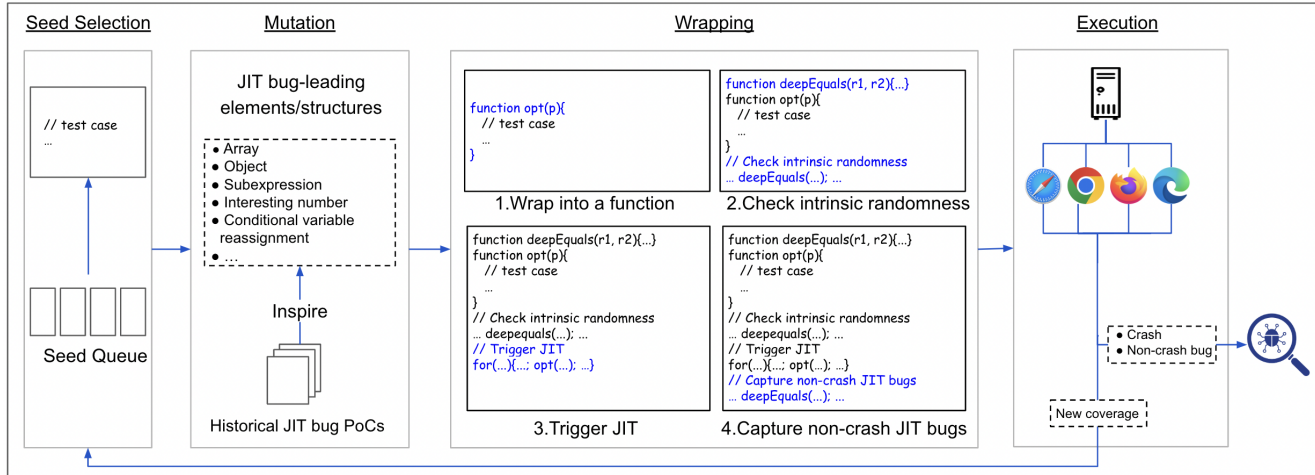 Seed Selection
Mutation
Wrapping
Execution
// test case
…
Seed Queue
JIT bug-leading
elements/structures
● Array
● Object
● Subexpression
● Interesting number
● Conditional variable
reassignment
● …
Inspire
Historical JIT bug PoCs
function opt(p){
// test case
…
}
1.Wrap into a function
function deepEquals(r1, r2){…}
function opt(p){
// test case
…
}
// Check intrinsic randomness
… deepEquals(…); …
2.Check intrinsic randomness
function deepEquals(r1, r2){…}
function opt(p){
// test case
…
}
// Check intrinsic randomness
… deepequals(…); …
// Trigger JIT
for(…){…; opt(…); …}
3.Trigger JIT
function deepEquals(r1, r2){…}
function opt(p){
// test case
…
}
// Check intrinsic randomness
… deepequals(…); …
// Trigger JIT
for(…){…; opt(…); …}
// Capture non-crash JIT bugs
… deepEquals(…); …
4.Capture non-crash JIT bugs
● Crash
● Non-crash bug
New coverage